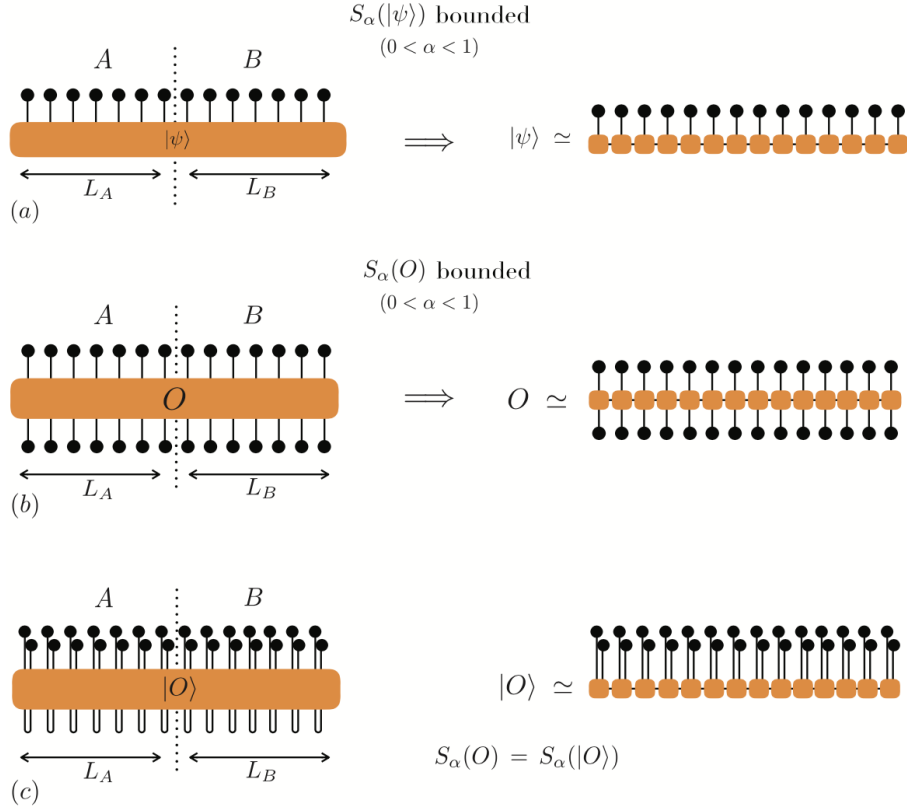 S_α(|ψ⟩) bounded
(0 < α < 1)
A B
|ψ⟩
⟹ |ψ⟩ ≃
L_A L_B
(a)
S_α(O) bounded
(0 < α < 1)
A B
O
⟹ O ≃
L_A L_B
(b)
A B
|O⟩
|O⟩ ≃
L_A L_B
S_α(O) = S_α(|O⟩)
(c)